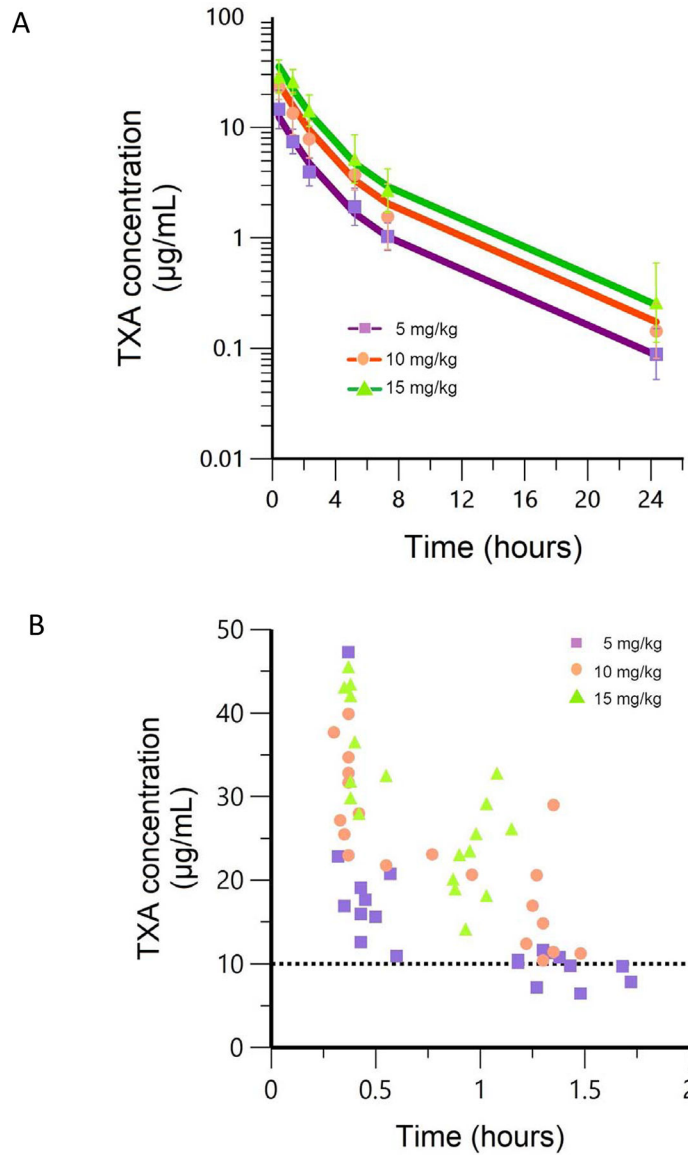 A
TXA concentration
(µg/mL)
100
10
1
0.1
0.01
5 mg/kg
10 mg/kg
15 mg/kg
0 4 8 12 16 20 24
Time (hours)
B
TXA concentration
(µg/mL)
50
40
30
20
10
0
5 mg/kg
10 mg/kg
15 mg/kg
0 0.5 1 1.5 2
Time (hours)